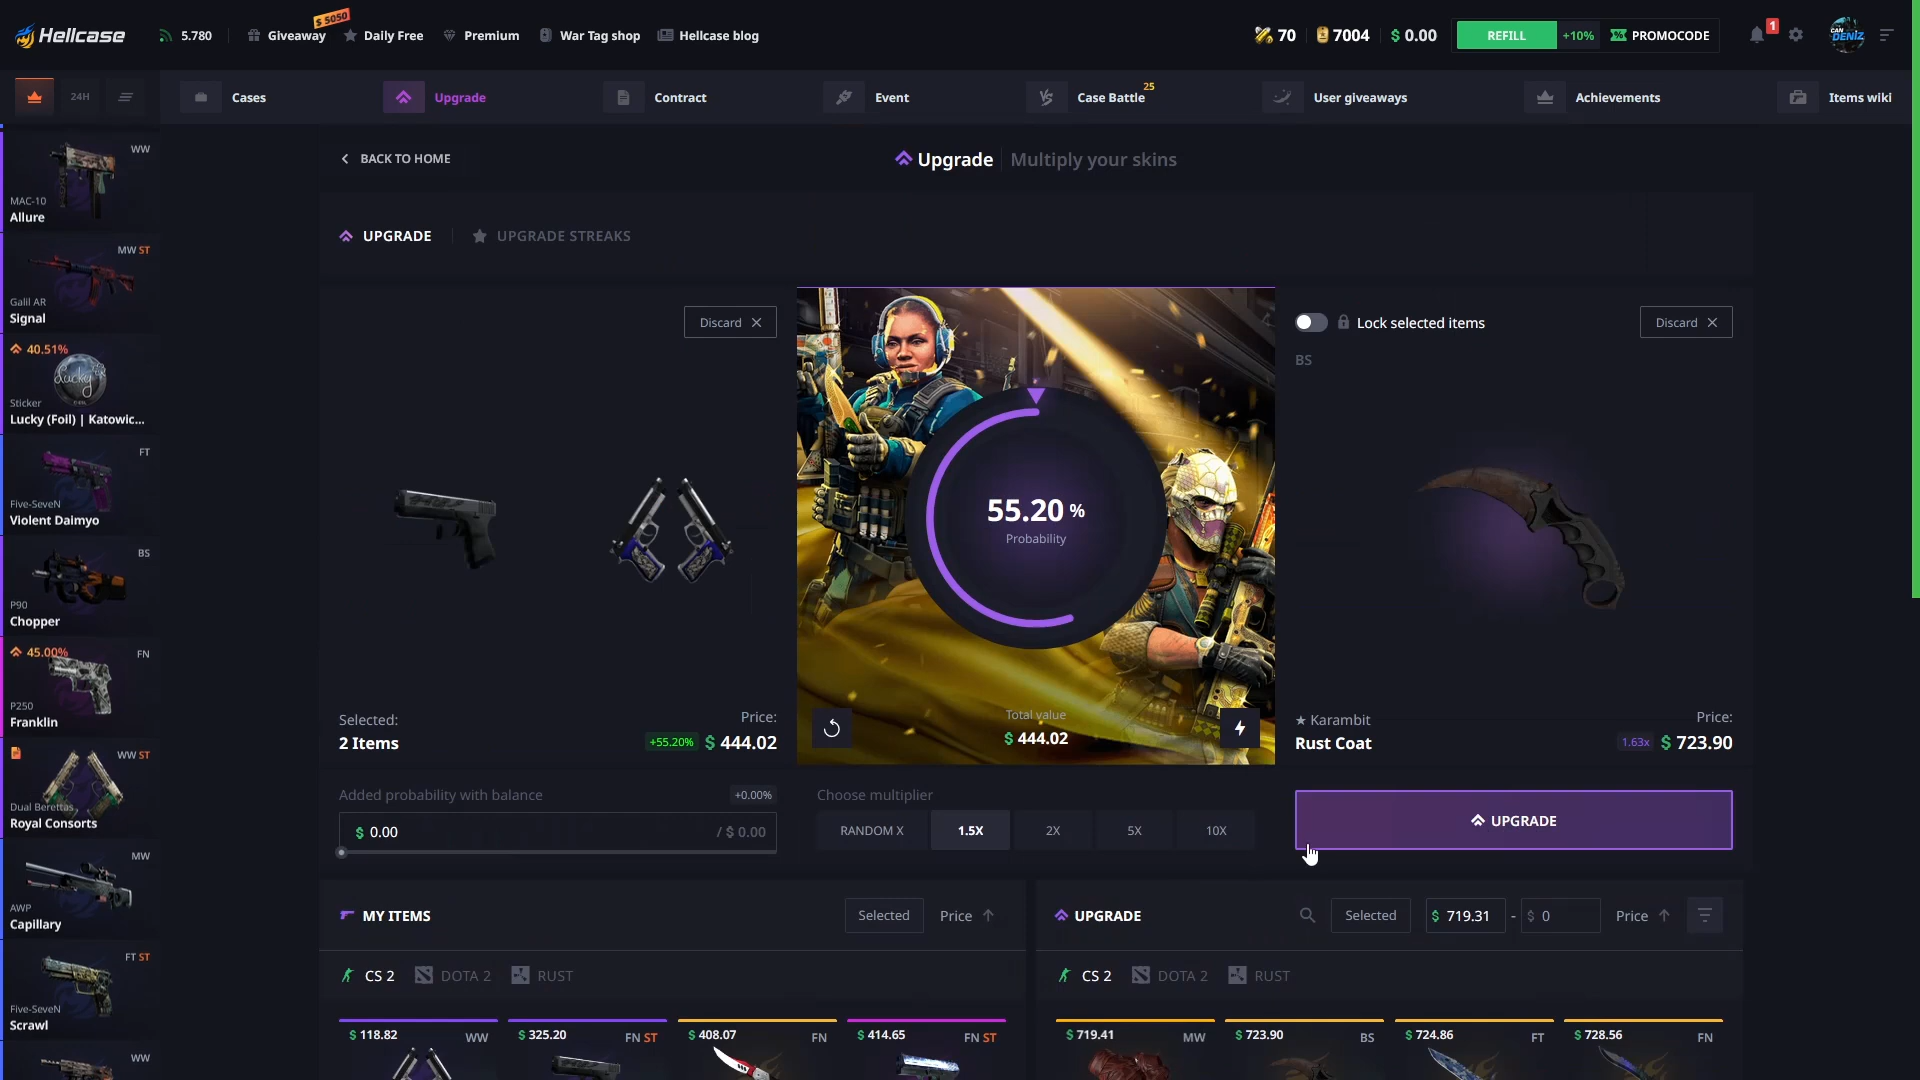 Hellcase
5.780
Giveaway
$ 5050
Daily Free
Premium
War Tag shop
Hellcase blog
70
7004
$ 0.00
REFILL
+10%
PROMOCODE
1
CAN DENIZ
24H
Cases
Upgrade
Contract
Event
Case Battle
25
User giveaways
Achievements
Items wiki
WW
MAC-10
Allure
MW ST
Galil AR
Signal
40.51%
Lucky
Sticker
Lucky (Foil) | Katowic...
FT
Five-SeveN
Violent Daimyo
BS
P90
Chopper
45.00%
FN
P250
Franklin
WW ST
Dual Berettas
Royal Consorts
MW
AWP
Capillary
FT ST
Five-SeveN
Scrawl
WW
BACK TO HOME
Upgrade
Multiply your skins
UPGRADE
UPGRADE STREAKS
Discard
Selected:
2 Items
Price:
+55.20%
$ 444.02
55.20 %
Probability
Total value
$ 444.02
Lock selected items
Discard
BS
★ Karambit
Rust Coat
Price:
1.63x
$ 723.90
Added probability with balance
+0.00%
$ 0.00
/ $ 0.00
Choose multiplier
RANDOM X
1.5X
2X
5X
10X
UPGRADE
MY ITEMS
Selected
Price
CS 2
DOTA 2
RUST
$ 118.82
WW
$ 325.20
FN ST
$ 408.07
FN
$ 414.65
FN ST
UPGRADE
Selected
$ 719.31
-
$ 0
Price
CS 2
DOTA 2
RUST
$ 719.41
MW
$ 723.90
BS
$ 724.86
FT
$ 728.56
FN